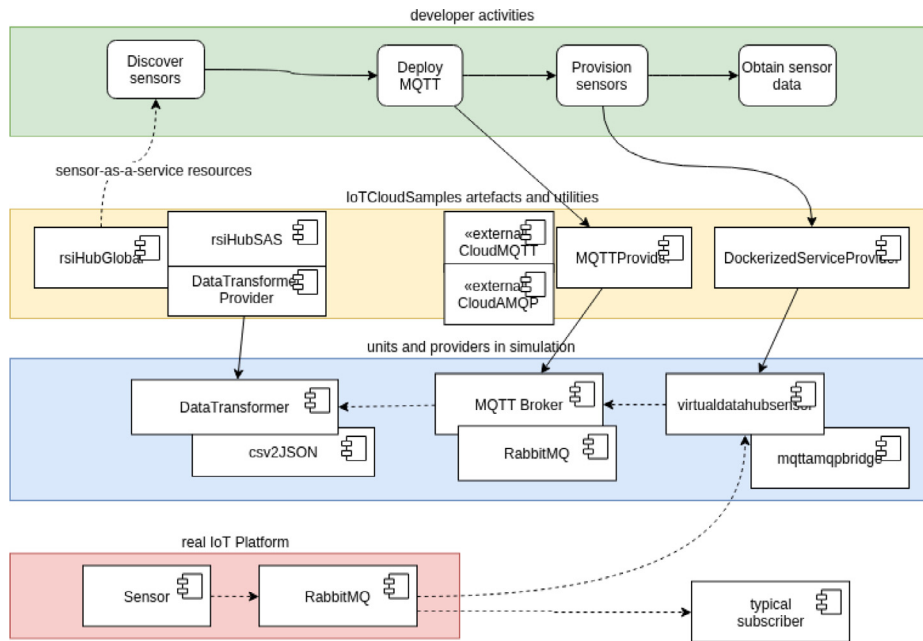 developer activities
Discover
sensors
Deploy
MQTT
Provision
sensors
Obtain sensor
data
sensor-as-a-service resources
IoTCloudSamples artefacts and utilities
rsiHubGlobal
rsiHubSAS
DataTransformer
Provider
«external»
CloudMQTT
«external»
CloudAMQP
MQTTProvider
DockerizedServiceProvider
units and providers in simulation
DataTransformer
csv2JSON
MQTT Broker
RabbitMQ
virtualdatahubsensor
mqttamqpbridge
real IoT Platform
Sensor
RabbitMQ
typical
subscriber